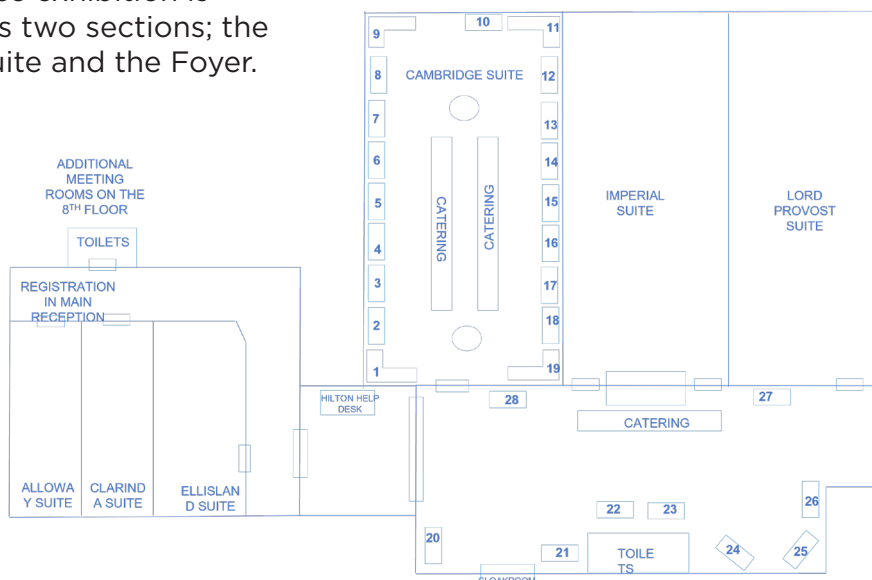 s two sections; the
uite and the Foyer.
9
10
11
8
CAMBRIDGE SUITE
12
7
13
6
14
5
15
4
16
3
17
2
18
1
19
CATERING
CATERING
IMPERIAL
SUITE
LORD
PROVOST
SUITE
ADDITIONAL
MEETING
ROOMS ON THE
8TH FLOOR
TOILETS
REGISTRATION
IN MAIN
RECEPTION
HILTON HELP
DESK
28
27
CATERING
ALLOWA
Y SUITE
CLARIND
A SUITE
ELLISLAN
D SUITE
20
21
22
23
24
25
26
TOILE
TS
CLOAKROOM